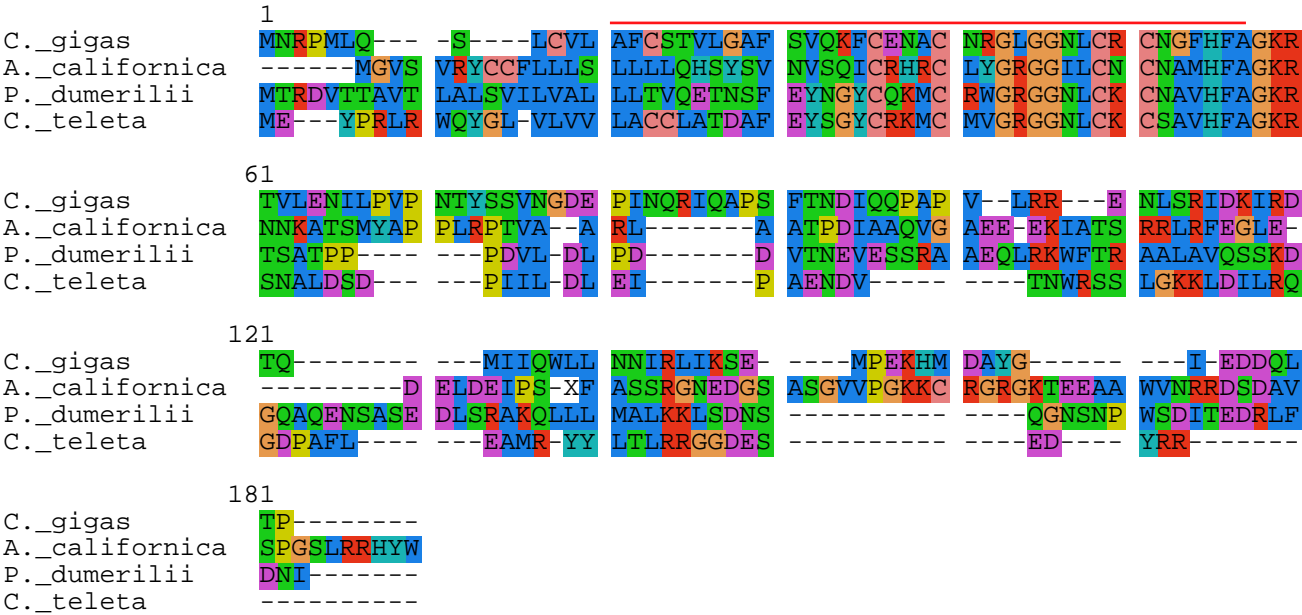 1
C._gigas MNRPMLQ--- -S---LCVL AFCSTVLGAF SVQKFCENAC NRGLGGNLCR CNGFHFAGKR
A._californica ------MGVS VRYCCFLLLS LLLLQHSYSV NVSQICRHRC LYGRGGILCN CNAMHFAGKR
P._dumerilii MTRDVTTAVT LALSVILVAL LLTVQETNSF EYNGYCQKMC RWGRGGNLCK CNAVHFAGKR
C._teleta ME---YPRLR WQYGL-VLVV LACCLATDAF EYSGYCRKMC MVGRGGNLCK CSAVHFAGKR
61
C._gigas TVLENILPVP NTYSSVNGDE PINQRIQAPS FTNDIQQPAP V--LRR---E NLSRIDKIRD
A._californica NNKATSMYAP PLRPTVA--A RL-------A ATPDIAAQVG AEE-EKIATS RRLRFEGLE-
P._dumerilii TSATPP---- ---PDVL-DL PD-------D VTNEVESSRA AEQLRKWFTR AALAVQSSKD
C._teleta SNALDSD--- ---PIIL-DL EI-------P AENDV----- ----TNWRSS LGKKLDILRQ
121
C._gigas TQ-------- ---MIIQWLL NNIRLIKSE- ----MPEKHM DAYG------ ---I-EDDQL
A._californica ---------D ELDEIPS-XF ASSRGNEDGS ASGVVPGKKC RGRGKTEEAA WVNRRDSDAV
P._dumerilii GQAQENSASE DLSRAKQLLL MALKKLSDNS ---------- ----QGNSNP WSDITEDRLF
C._teleta GDPAFL---- ---EAMR-YY LTLRRGGDES ---------- ----ED---- YRR-------
181
C._gigas TP--------
A._californica SPGSLRRHYW
P._dumerilii DNI-------
C._teleta ----------